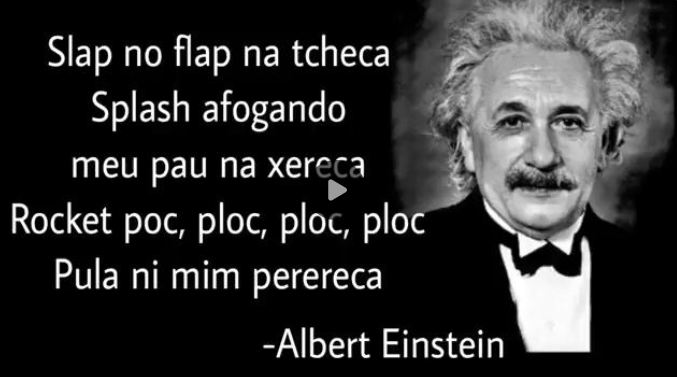 Slap no flap na tcheca
Splash afogando
meu pau na xereca
Rocket poc, ploc, ploc, ploc
Pula ni mim perereca
-Albert Einstein